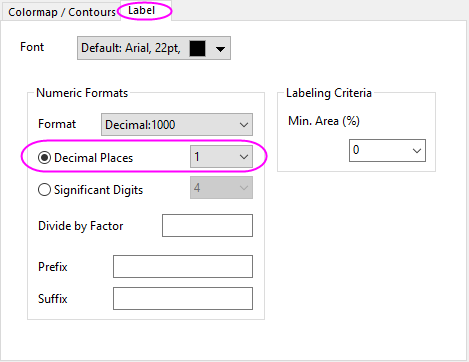 Colormap / Contours Label
Font Default: Arial, 22pt,
Numeric Formats
Format Decimal:1000
Decimal Places 1
Significant Digits 4
Divide by Factor
Prefix
Suffix
Labeling Criteria
Min. Area (%)
0